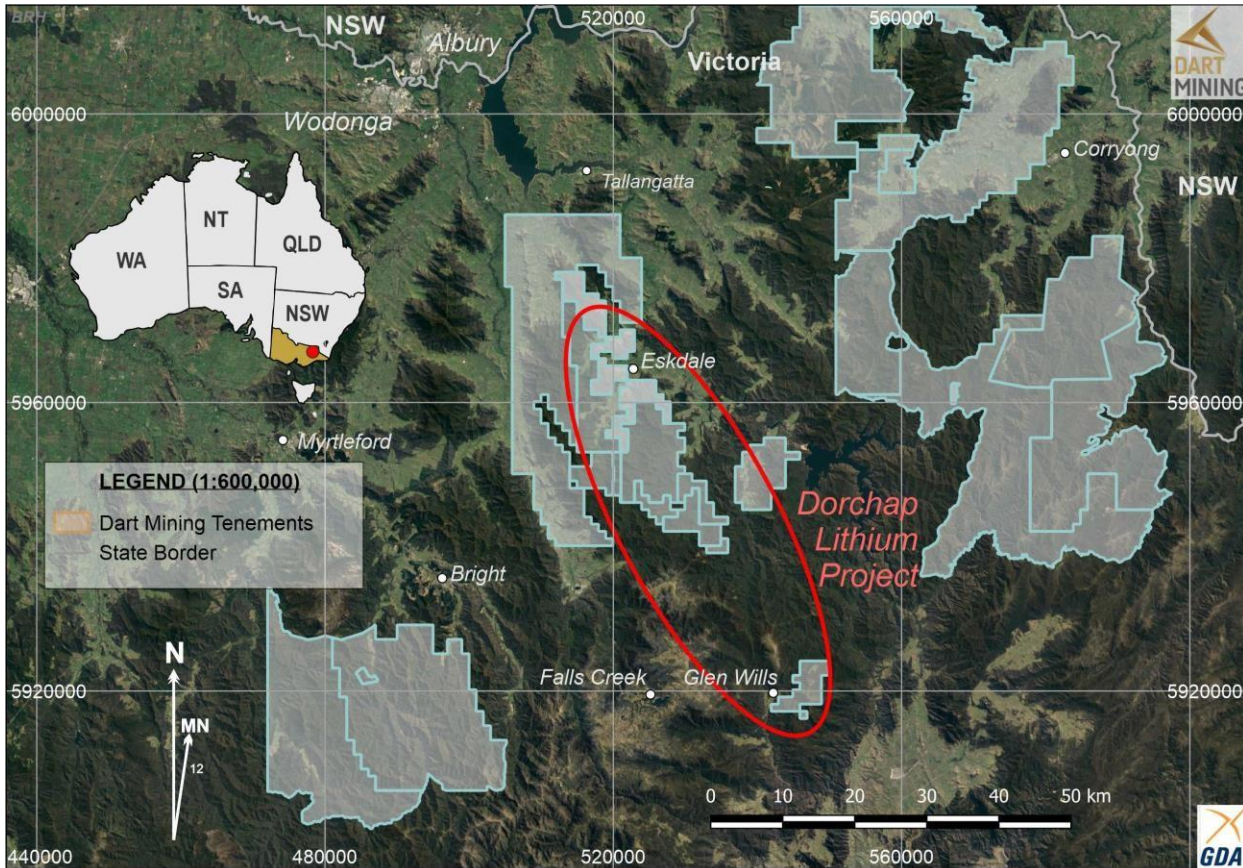 BRH
NSW
520000
560000
Albury
Victoria
DART
MINING
6000000
6000000
Wodonga
Corryong
Tallangatta
NSW
NT
QLD
WA
SA
NSW
Eskdale
5960000
5960000
Myrtleford
LEGEND (1:600,000)
Dart Mining Tenements
State Border
Dorchap
Lithium
Project
Bright
N
Falls Creek
Glen Wills
5920000
5920000
MN
12
0 10 20 30 40 50 km
440000
480000
520000
560000
GDA